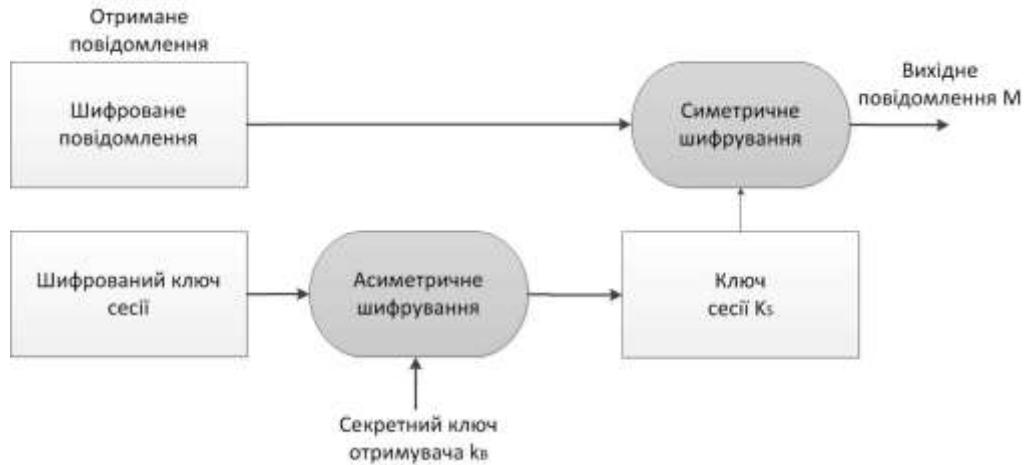 Отримане
повідомлення
Шифроване
повідомлення
Симетричне
шифрування
Вихідне
повідомлення M
Шифрований ключ
сесії
Асиметричне
шифрування
Ключ
сесії Ks
Секретний ключ
отримувача kв